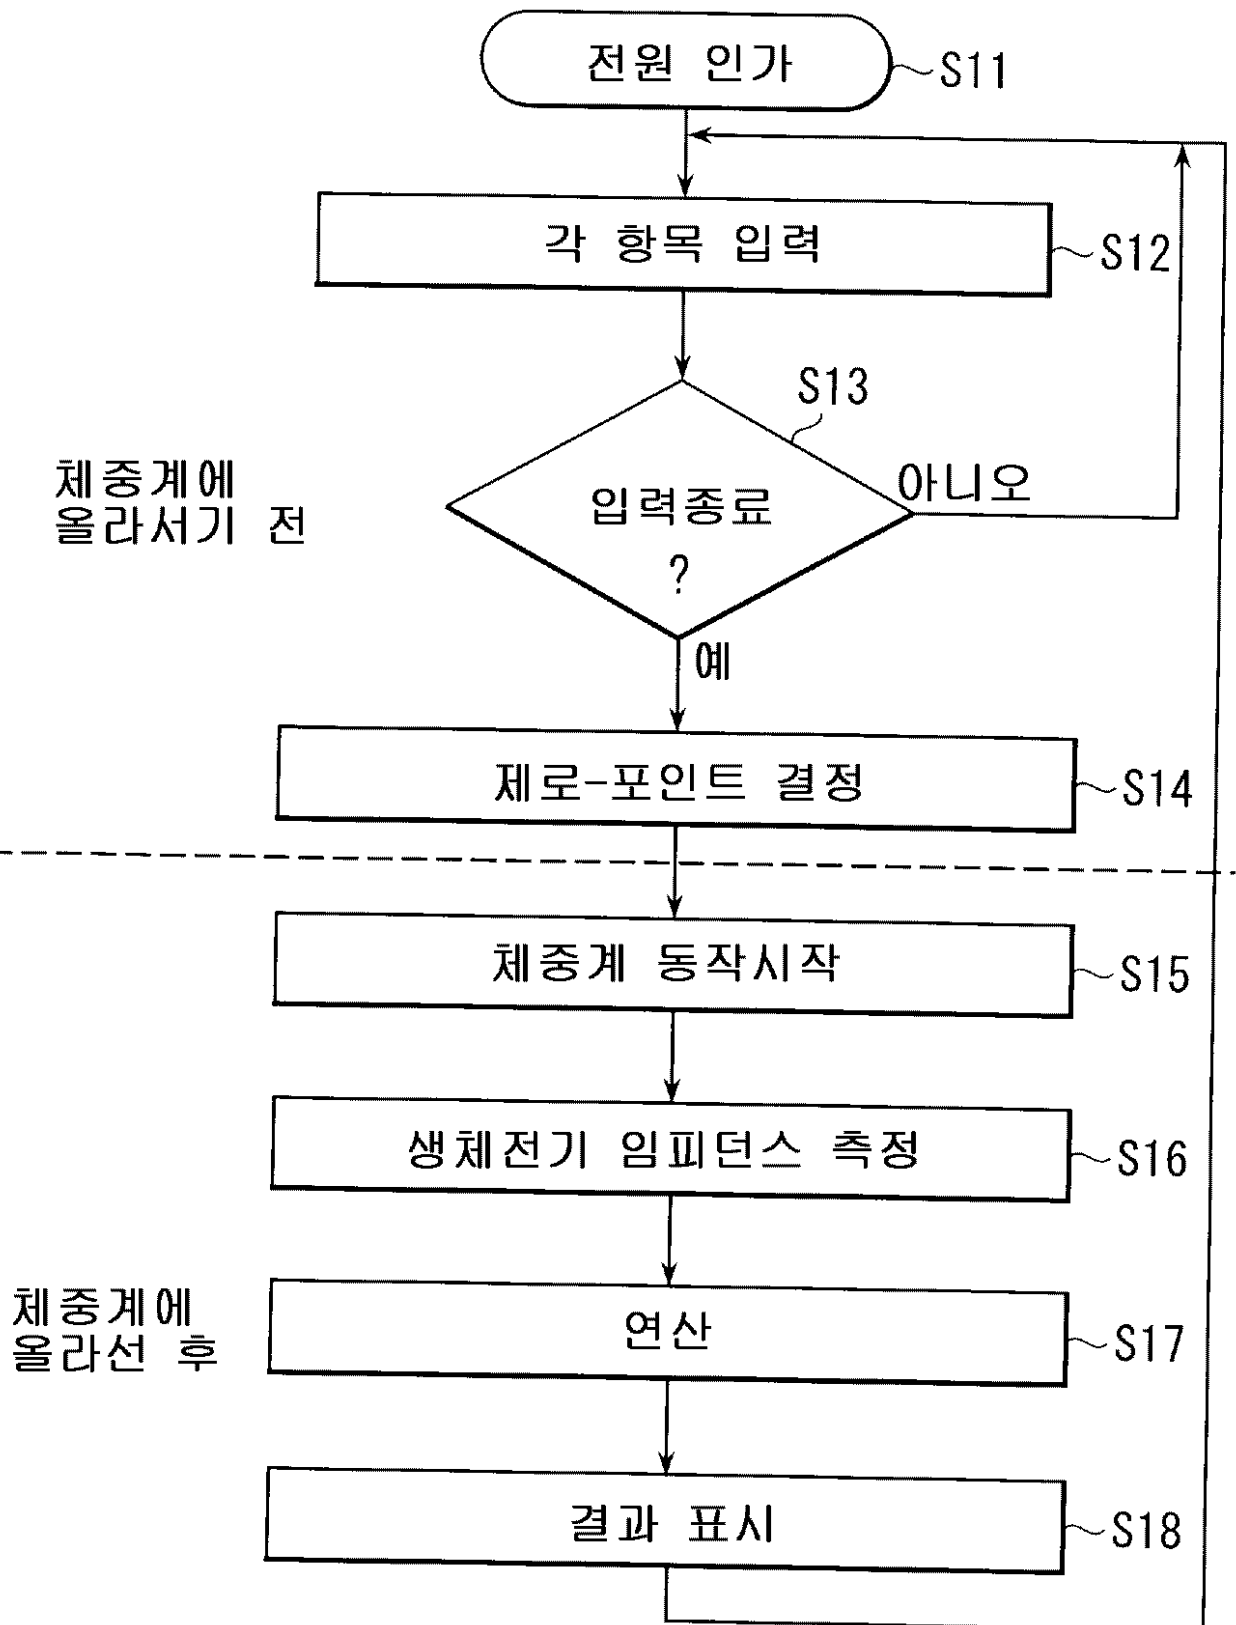 전원 인가
S11
각 항목 입력
S12
S13
체중계에
올라서기 전
입력종료
?
아니오
예
제로-포인트 결정
S14
체중계 동작시작
S15
생체전기 임피던스 측정
S16
체중계에
올라선 후
연산
S17
결과 표시
S18